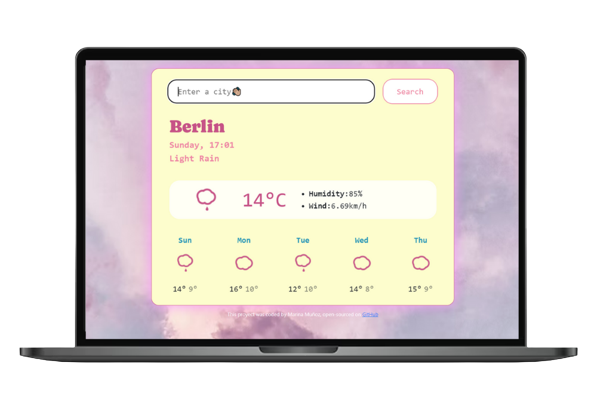 Enter a city
Search
Berlin
Sunday, 17:01
Light Rain
14°C
Humidity:85%
Wind:6.69km/h
Sun Mon Tue Wed Thu
14° 9° 16° 10° 12° 10° 14° 8° 15° 9°
This project was coded by Marina Muñoz, open-sourced on GitHub